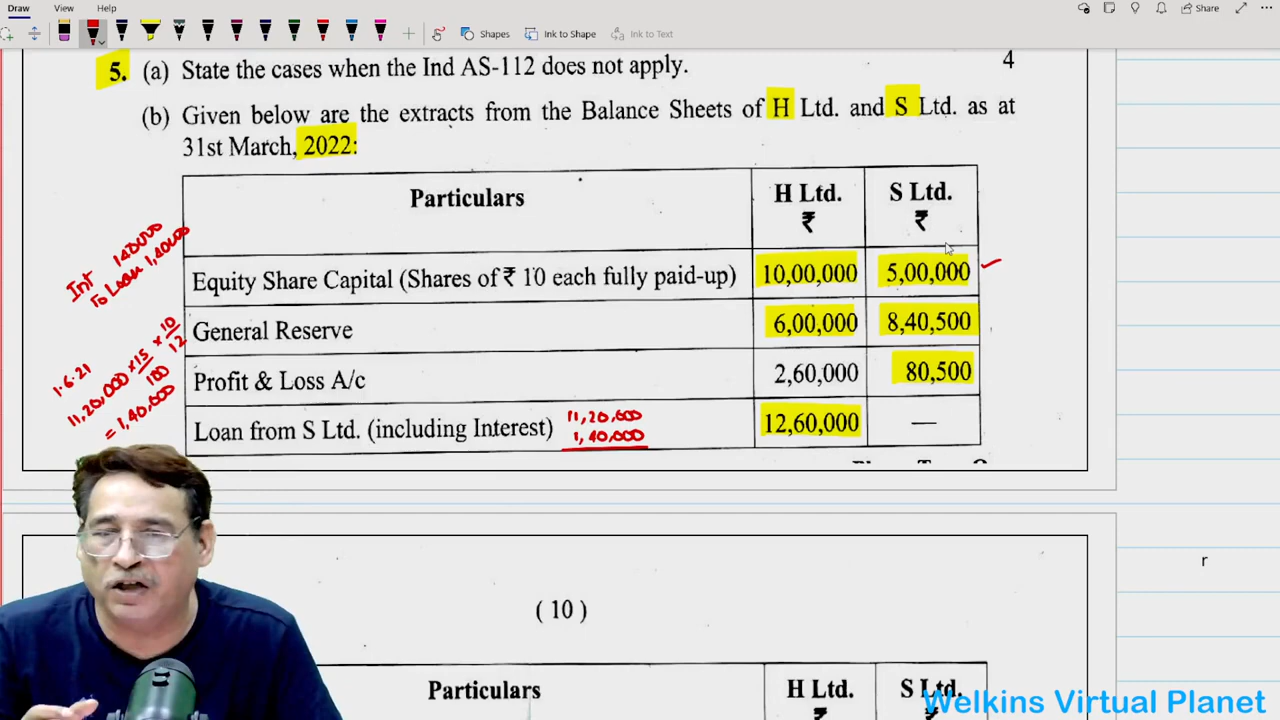 Draw View Help
Share
Shapes Ink to Shape Ink to Text
5. (a) State the cases when the Ind AS-112 does not apply. 4
(b) Given below are the extracts from the Balance Sheets of H Ltd. and S Ltd. as at
31st March, 2022:
Particulars H Ltd. ₹ S Ltd. ₹
Int 140000
To Loan 1,40000
Equity Share Capital (Shares of ₹ 10 each fully paid-up) 10,00,000 5,00,000
General Reserve 6,00,000 8,40,500
1.6.21
11,20,000 × 15/100 × 10/12
= 1,40,000
Profit & Loss A/c 2,60,000 80,500
Loan from S Ltd. (including Interest) 11,20,000 1,40,000 12,60,000 —
r
( 10 )
Particulars H Ltd. ₹ S Ltd. ₹
Welkins Virtual Planet